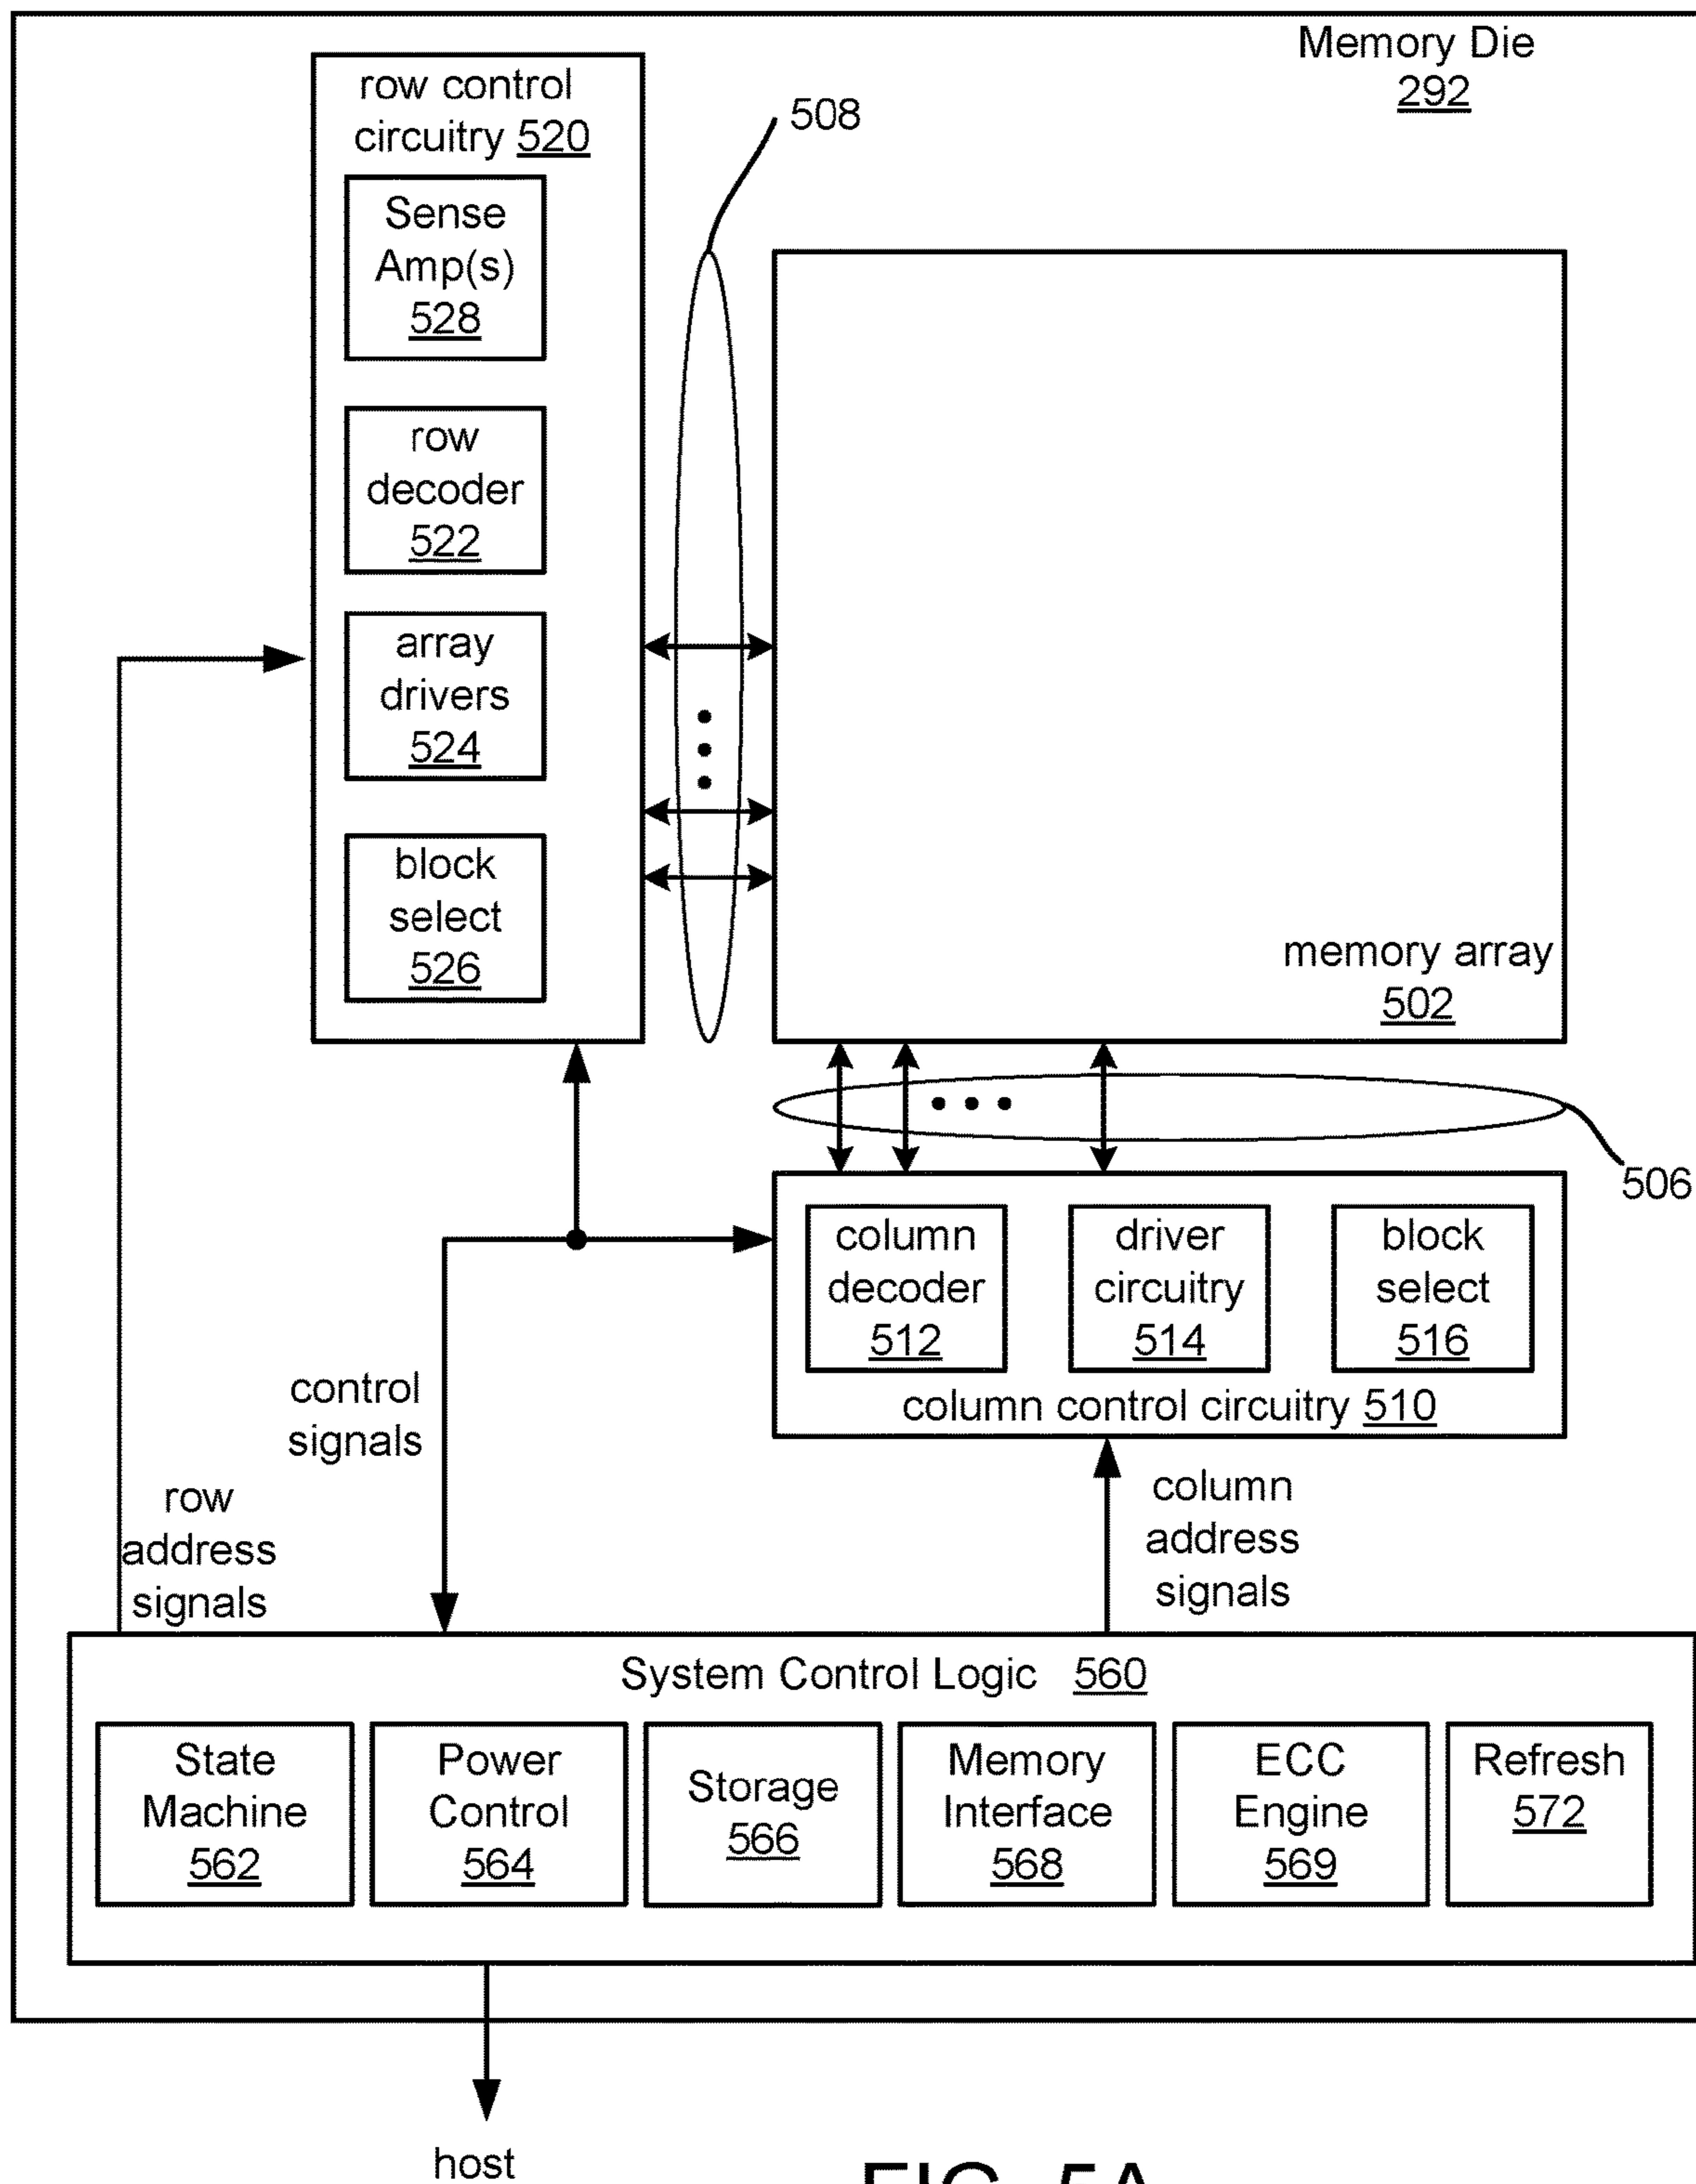 Memory Die
292
row control
circuitry 520
508
Sense
Amp(s)
528
row
decoder
522
array
drivers
524
block
select
526
memory array
502
506
column
decoder
512
driver
circuitry
514
block
select
516
column control circuitry 510
control
signals
row
address
signals
column
address
signals
System Control Logic 560
State
Machine
562
Power
Control
564
Storage
566
Memory
Interface
568
ECC
Engine
569
Refresh
572
host
FIG. 5A